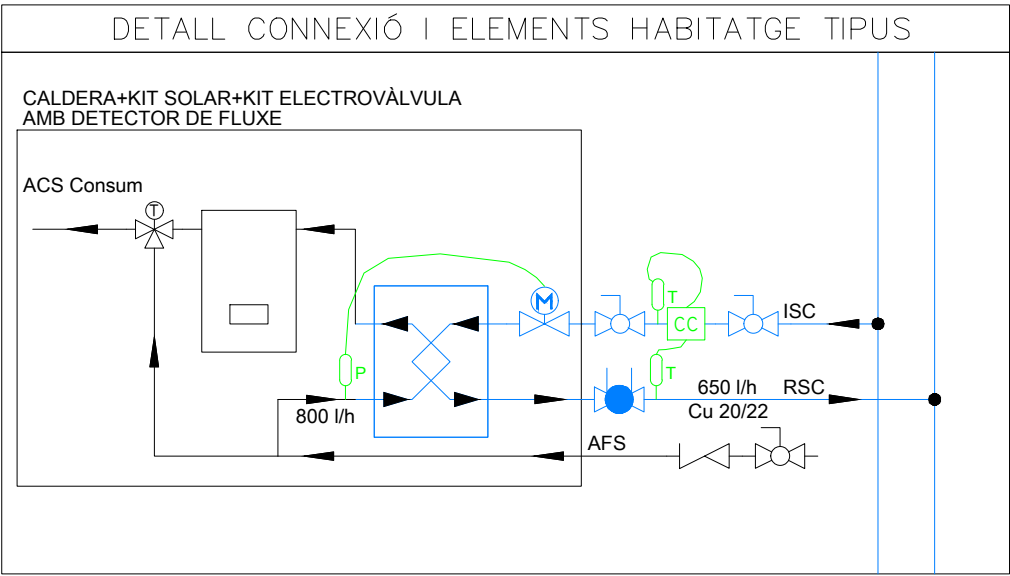 DETALL CONNEXIÓ I ELEMENTS HABITATGE TIPUS
CALDERA+KIT SOLAR+KIT ELECTROVÀLVULA
AMB DETECTOR DE FLUXE
ACS Consum
T
M
T
CC
ISC
P
T
650 l/h
RSC
800 l/h
Cu 20/22
AFS